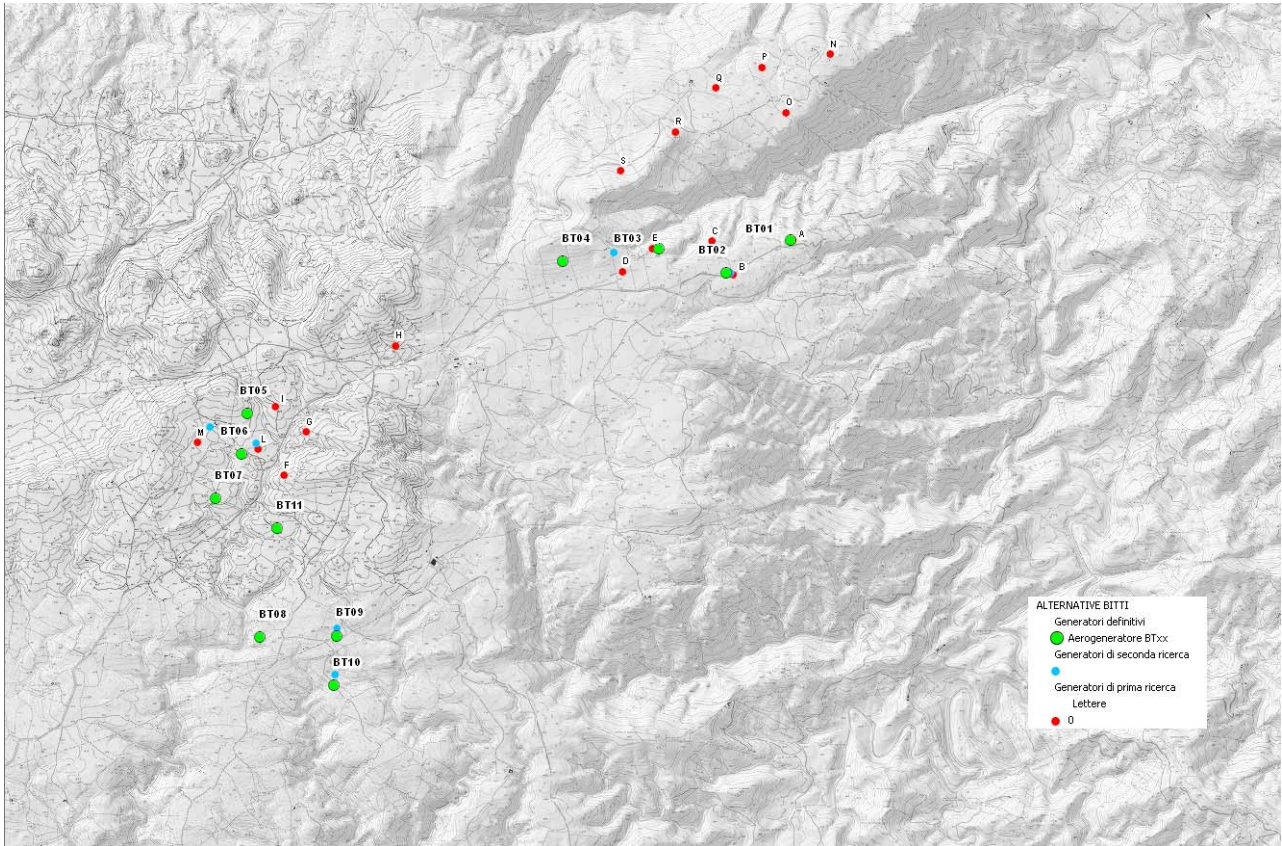 N
P
Q
O
R
S
BT01
A
C
E
BT03
BT04
BT02
D
B
H
BT05
I
G
BT06
M
L
F
BT07
BT11
BT09
BT08
BT10
ALTERNATIVE BITTI
Generatori definitivi
Aerogeneratore BTxx
Generatori di seconda ricerca
Generatori di prima ricerca
Lettere
0